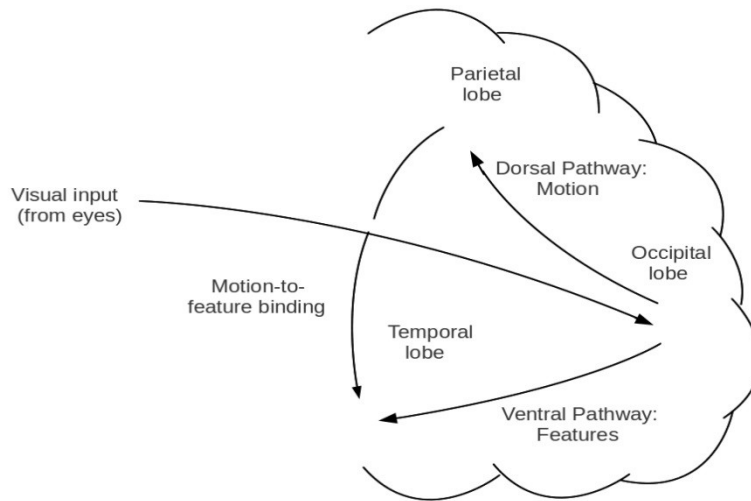 Parietal
lobe
Dorsal Pathway:
Motion
Visual input
(from eyes)
Occipital
lobe
Motion-to-
feature binding
Temporal
lobe
Ventral Pathway:
Features